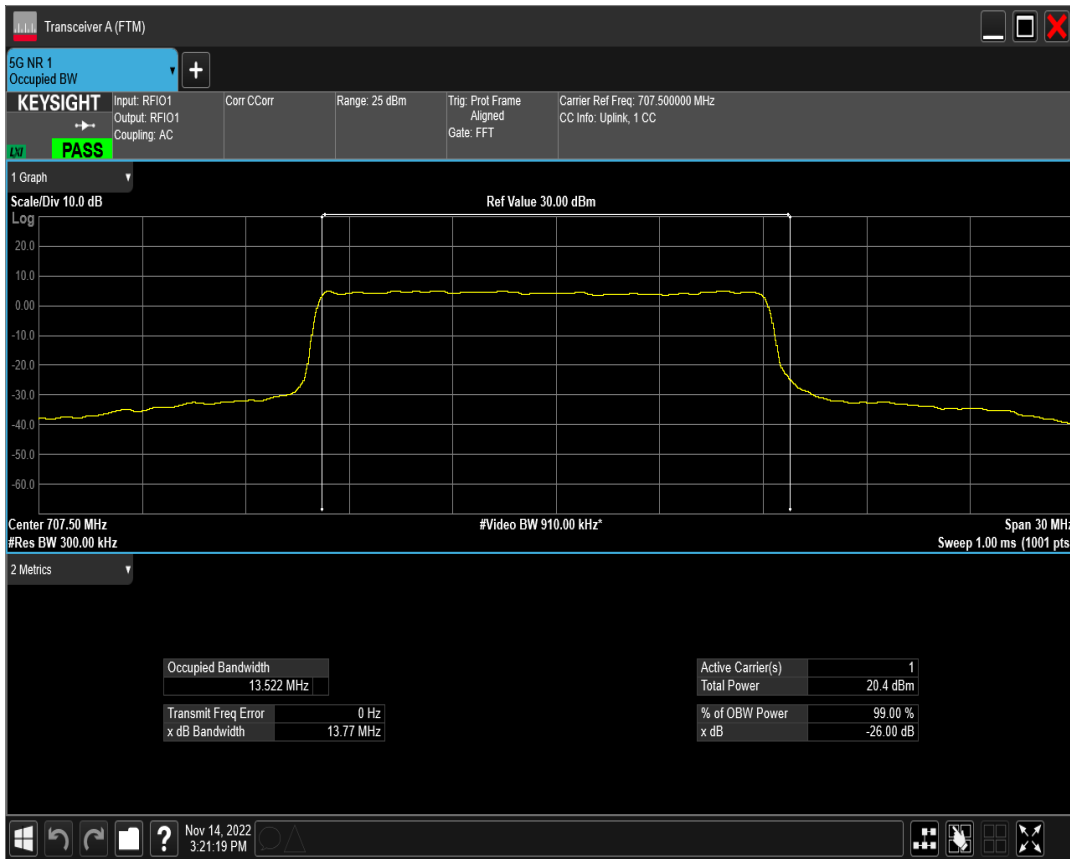 Transceiver A (FTM)
5G NR 1
Occupied BW
+
KEYSIGHT
LXI
PASS
Input: RFIO1
Output: RFIO1
Coupling: AC
Corr CCorr
Range: 25 dBm
Trig: Prot Frame
Aligned
Gate: FFT
Carrier Ref Freq: 707.500000 MHz
CC Info: Uplink, 1 CC
1 Graph
Scale/Div 10.0 dB
Ref Value 30.00 dBm
Log
20.0
10.0
0.00
-10.0
-20.0
-30.0
-40.0
-50.0
-60.0
Center 707.50 MHz
#Video BW 910.00 kHz*
Span 30 MHz
#Res BW 300.00 kHz
Sweep 1.00 ms (1001 pts
2 Metrics
Occupied Bandwidth
13.522 MHz
Transmit Freq Error 0 Hz
x dB Bandwidth 13.77 MHz
Active Carrier(s) 1
Total Power 20.4 dBm
% of OBW Power 99.00 %
x dB -26.00 dB
?
Nov 14, 2022
3:21:19 PM